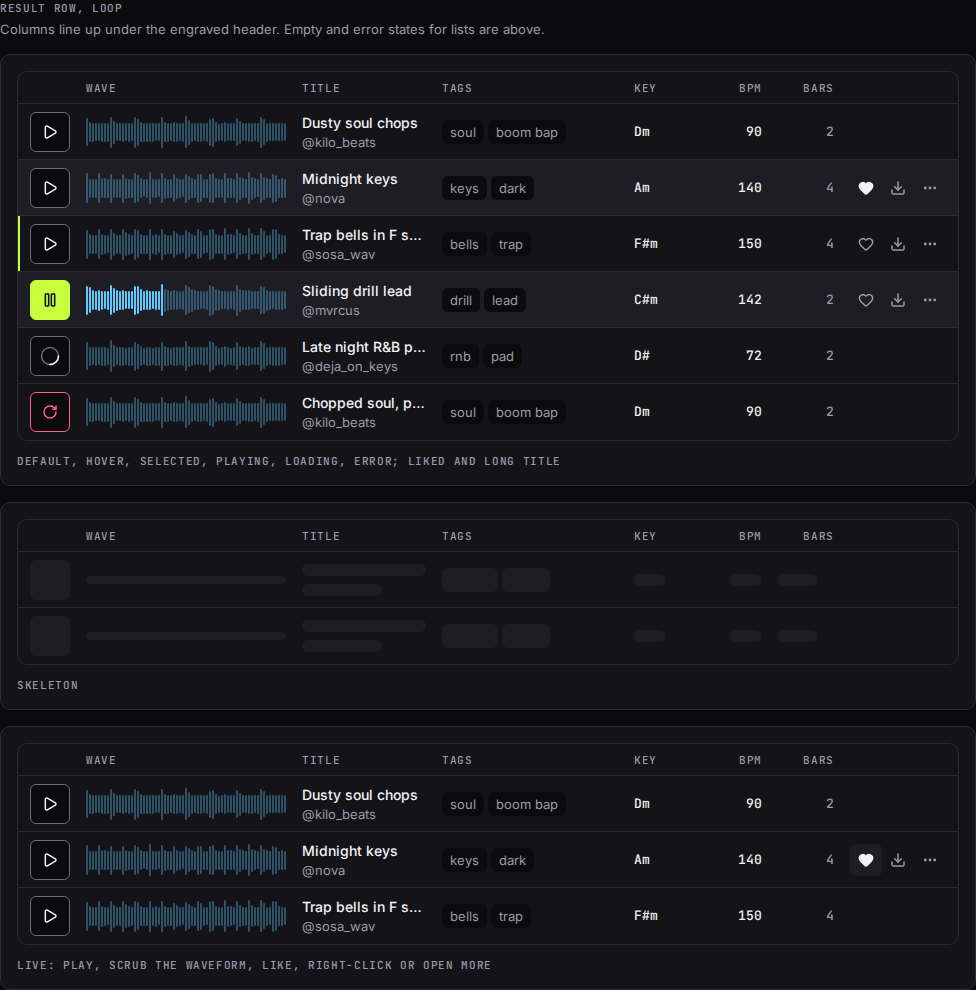 RESULT ROW, LOOP
Columns line up under the engraved header. Empty and error states for lists are above.
WAVE TITLE TAGS KEY BPM BARS
Dusty soul chops
@kilo_beats
soul boom bap Dm 90 2
Midnight keys
@nova
keys dark Am 140 4
Trap bells in F s...
@sosa_wav
bells trap F#m 150 4
Sliding drill lead
@mvrcus
drill lead C#m 142 2
Late night R&B p...
@deja_on_keys
rnb pad D# 72 2
Chopped soul, p...
@kilo_beats
soul boom bap Dm 90 2
DEFAULT, HOVER, SELECTED, PLAYING, LOADING, ERROR; LIKED AND LONG TITLE
WAVE TITLE TAGS KEY BPM BARS
SKELETON
WAVE TITLE TAGS KEY BPM BARS
Dusty soul chops
@kilo_beats
soul boom bap Dm 90 2
Midnight keys
@nova
keys dark Am 140 4
Trap bells in F s...
@sosa_wav
bells trap F#m 150 4
LIVE: PLAY, SCRUB THE WAVEFORM, LIKE, RIGHT-CLICK OR OPEN MORE